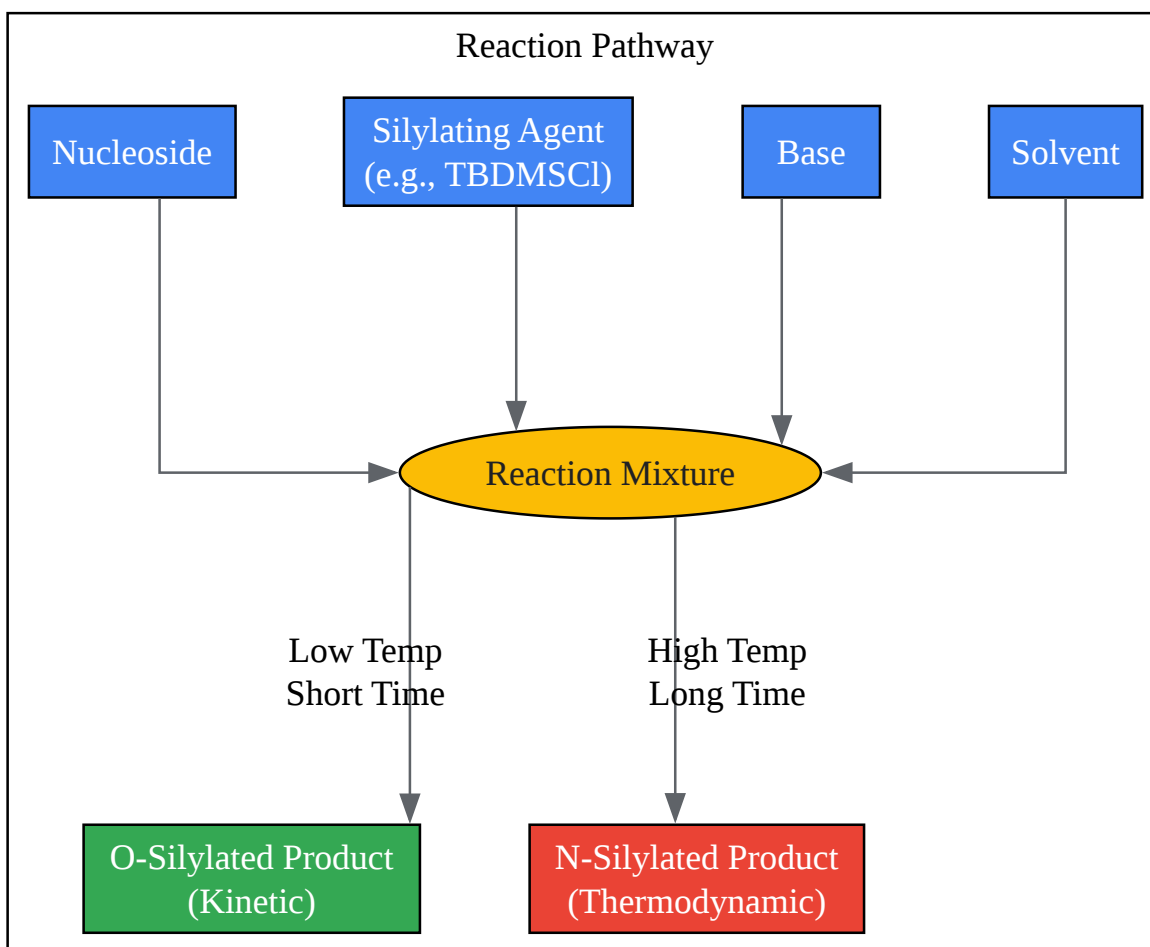 Reaction Pathway
Nucleoside
Silylating Agent
(e.g., TBDMSCl)
Base
Solvent
Reaction Mixture
Low Temp
Short Time
High Temp
Long Time
O-Silylated Product
(Kinetic)
N-Silylated Product
(Thermodynamic)